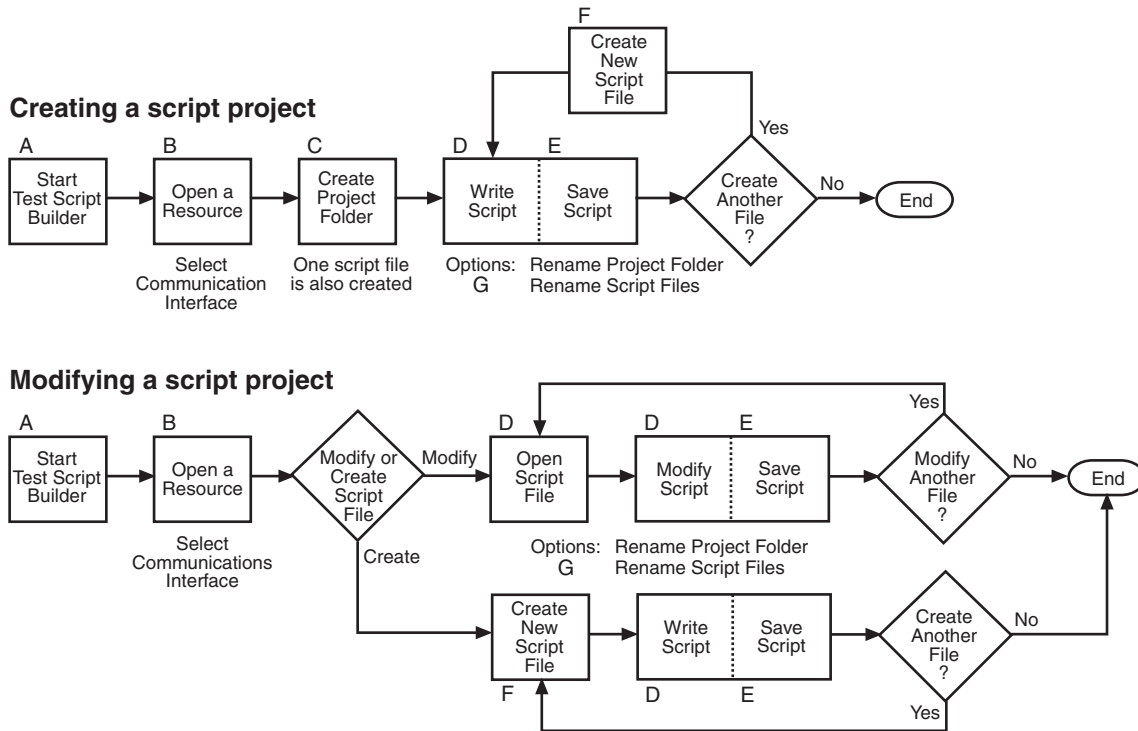 F
Create
New
Script
File
Creating a script project
Yes
A
B
C
D
E
Start
Test Script
Builder
Open a
Resource
Create
Project
Folder
Write
Script
Save
Script
Create
Another
File
?
No
End
Select
Communication
Interface
One script file
is also created
Options:
G
Rename Project Folder
Rename Script Files
Modifying a script project
Yes
A
B
D
D
E
Start
Test Script
Builder
Open a
Resource
Modify or
Create
Script
File
Modify
Open
Script
File
Modify
Script
Save
Script
Modify
Another
File
?
No
End
Select
Communications
Interface
Create
Options:
G
Rename Project Folder
Rename Script Files
Create
New
Script
File
F
Write
Script
D
Save
Script
E
Create
Another
File
?
No
Yes